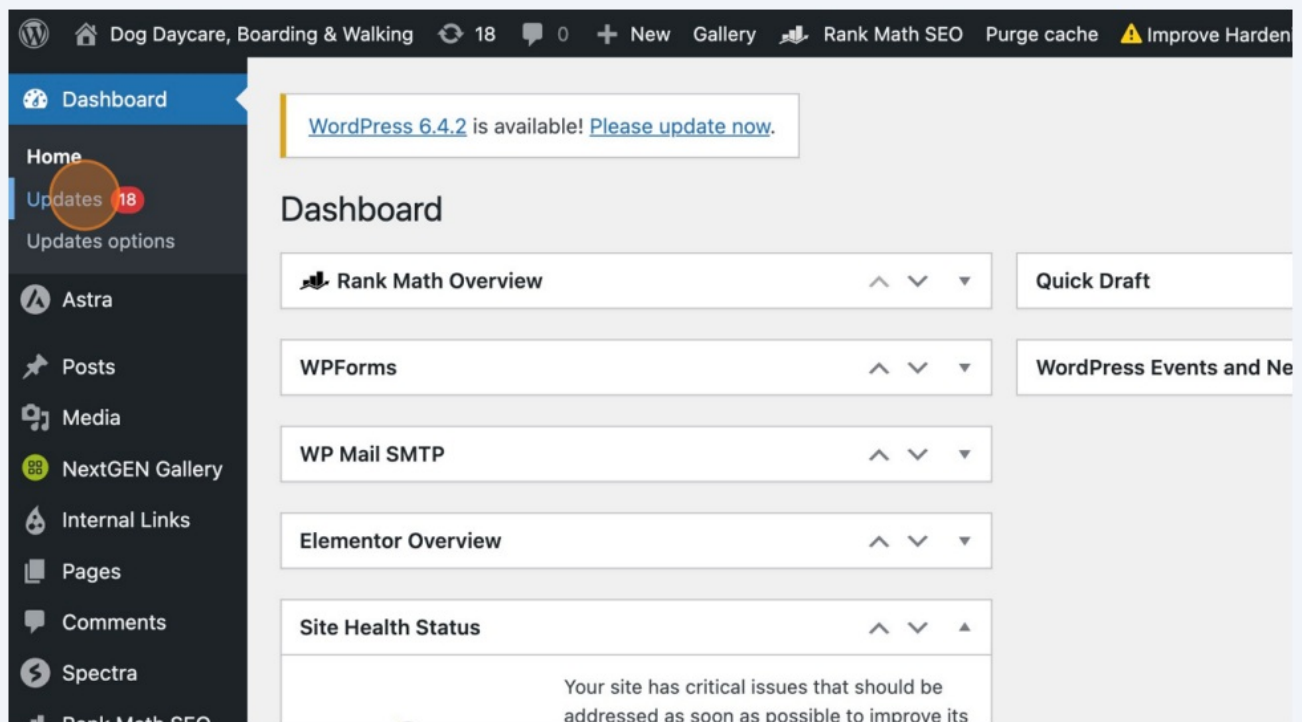 Dog Daycare, Boarding & Walking 18 0 + New Gallery Rank Math SEO Purge cache Improve Harden
Dashboard
WordPress 6.4.2 is available! Please update now.
Home
Updates 18
Updates options
Dashboard
Astra
Rank Math Overview
Quick Draft
Posts
WPForms
WordPress Events and Ne
Media
WP Mail SMTP
NextGEN Gallery
Internal Links
Elementor Overview
Pages
Comments
Site Health Status
Spectra
Your site has critical issues that should be
addressed as soon as possible to improve its
Rank Math SEO